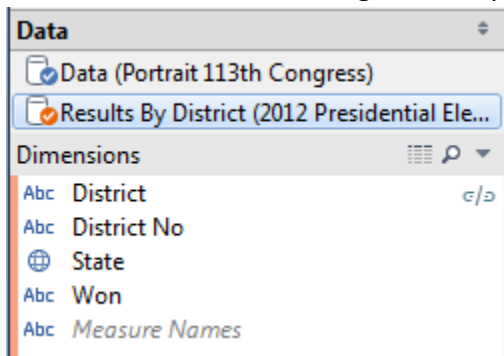 Data
Data (Portrait 113th Congress)
Results By District (2012 Presidential Ele...
Dimensions
Abc District
Abc District No
State
Abc Won
Abc Measure Names